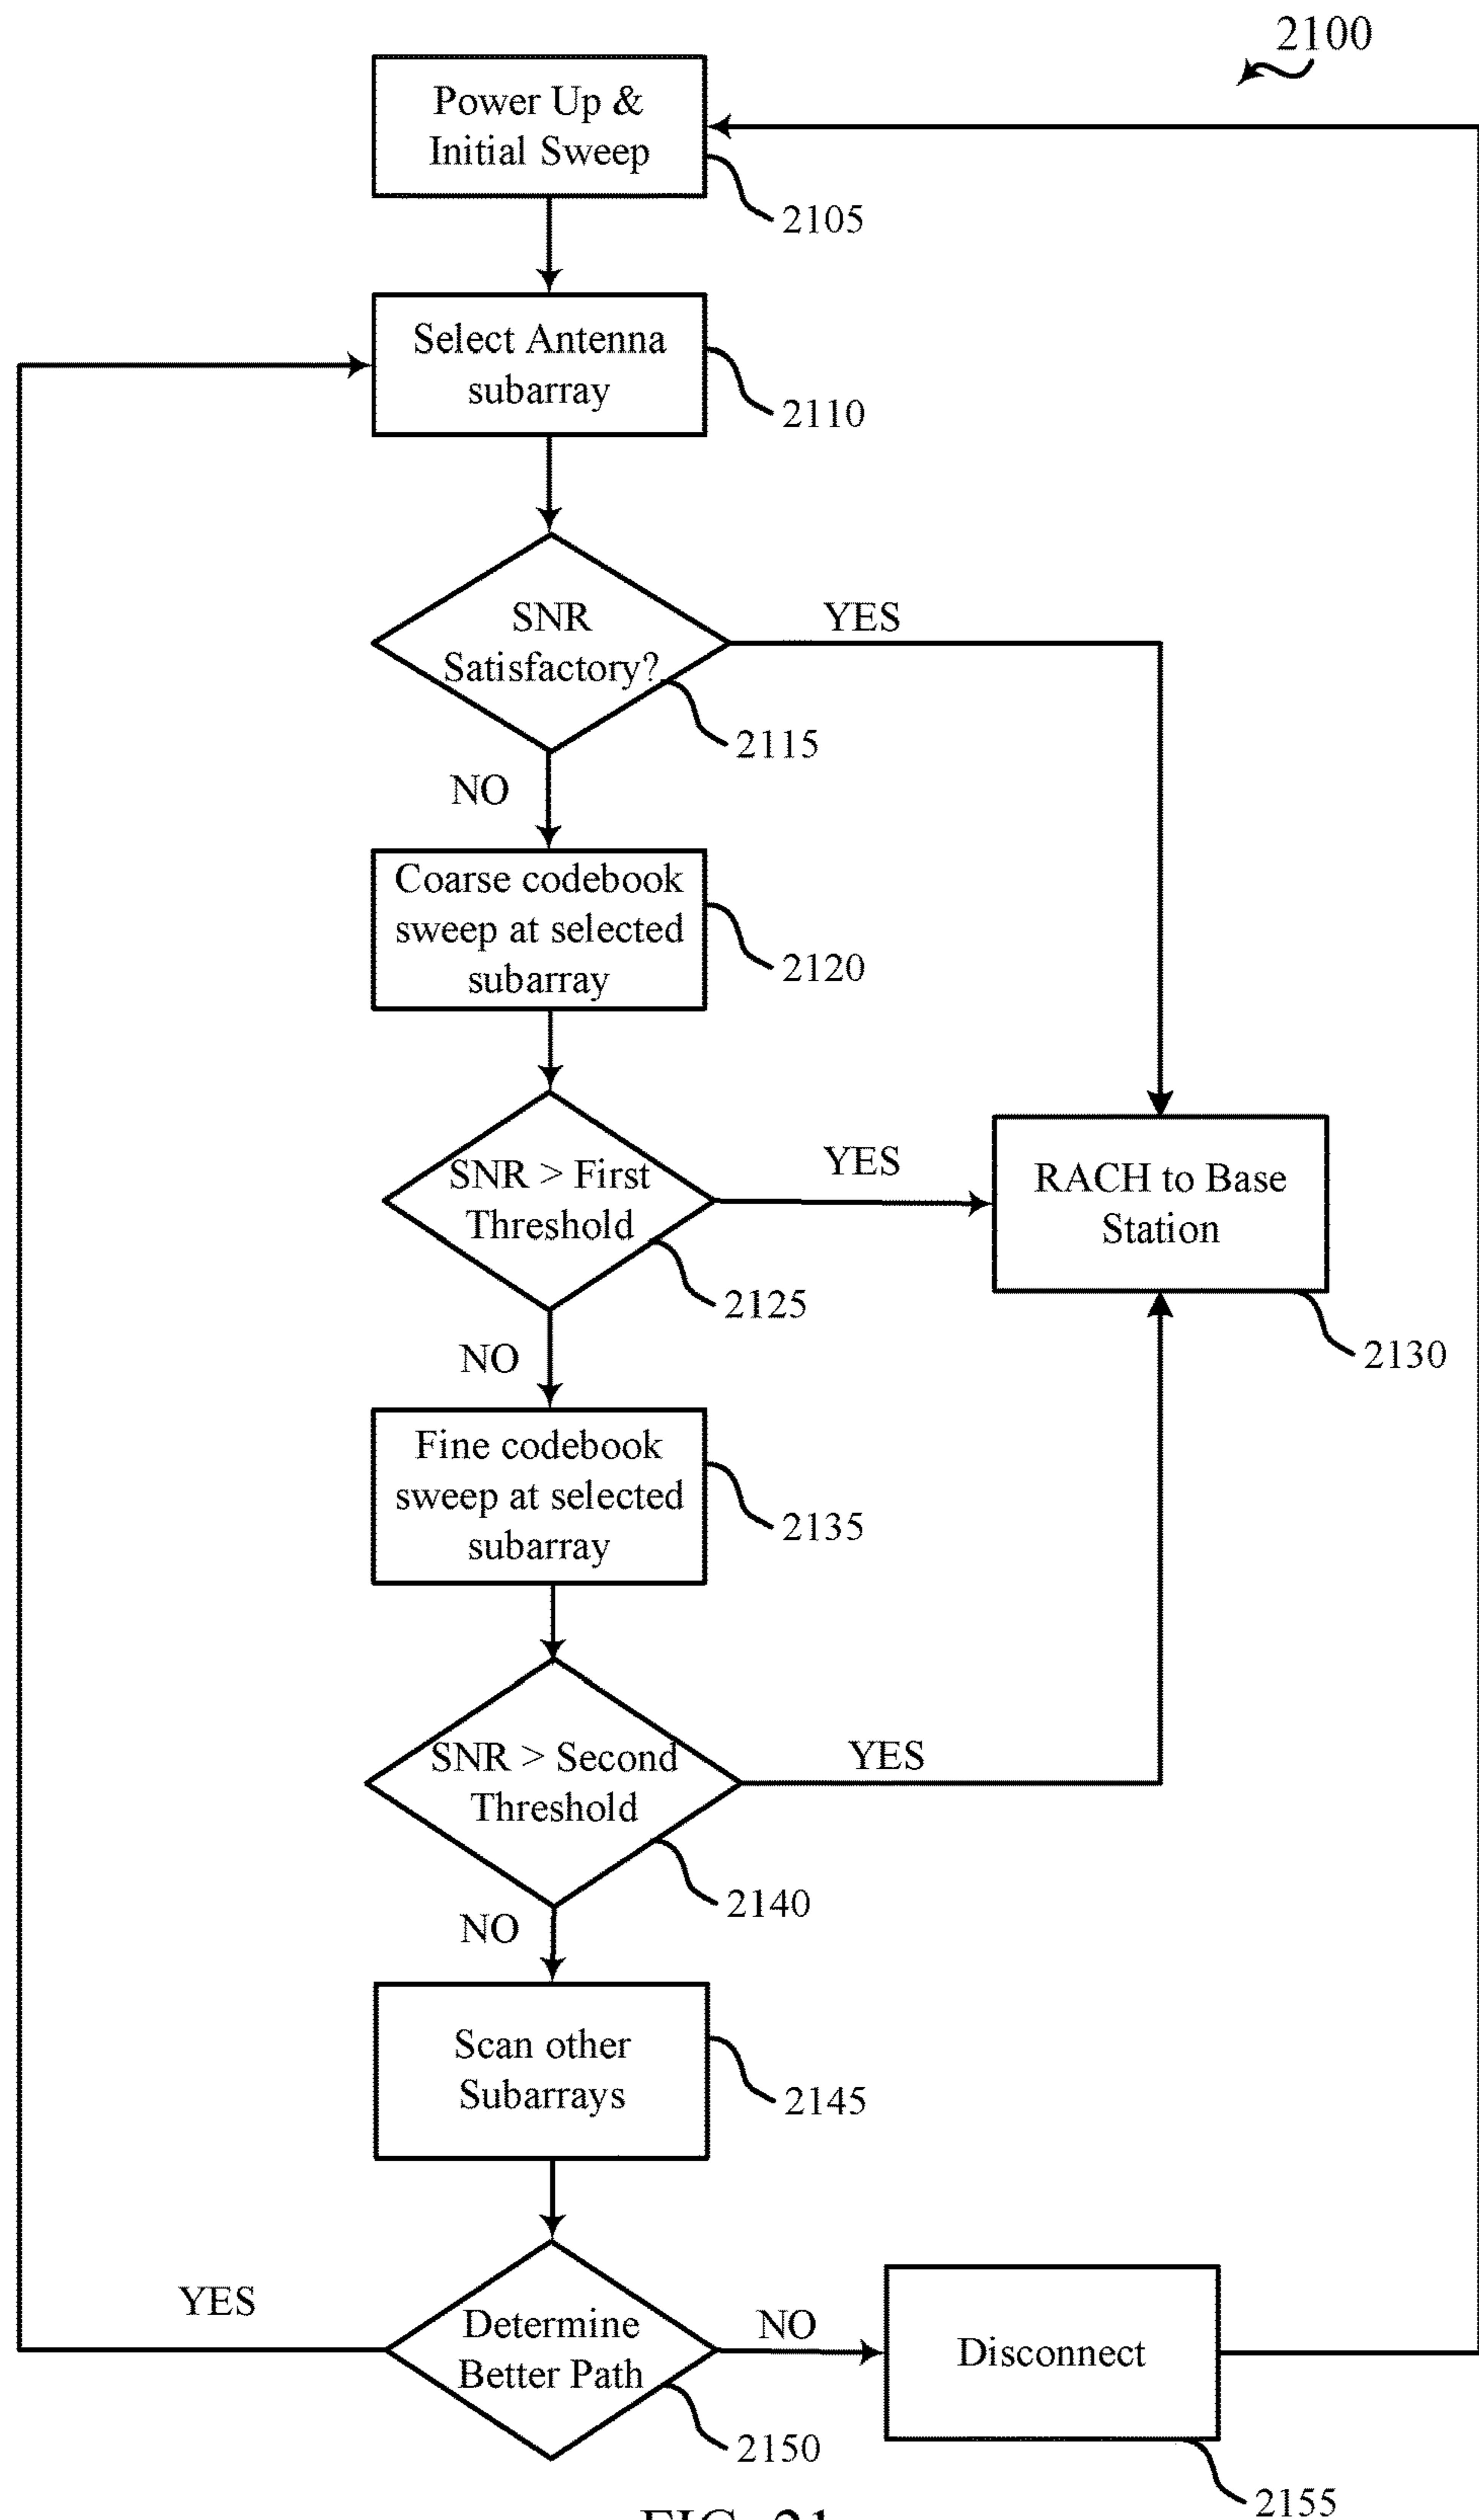 2100
Power Up &
Initial Sweep
2105
Select Antenna
subarray
2110
SNR
Satisfactory?
YES
2115
NO
Coarse codebook
sweep at selected
subarray
2120
SNR > First
Threshold
YES
2125
RACH to Base
Station
2130
NO
Fine codebook
sweep at selected
subarray
2135
SNR > Second
Threshold
YES
2140
NO
Scan other
Subarrays
2145
YES
Determine
Better Path
NO
2150
Disconnect
2155
FIG. 21